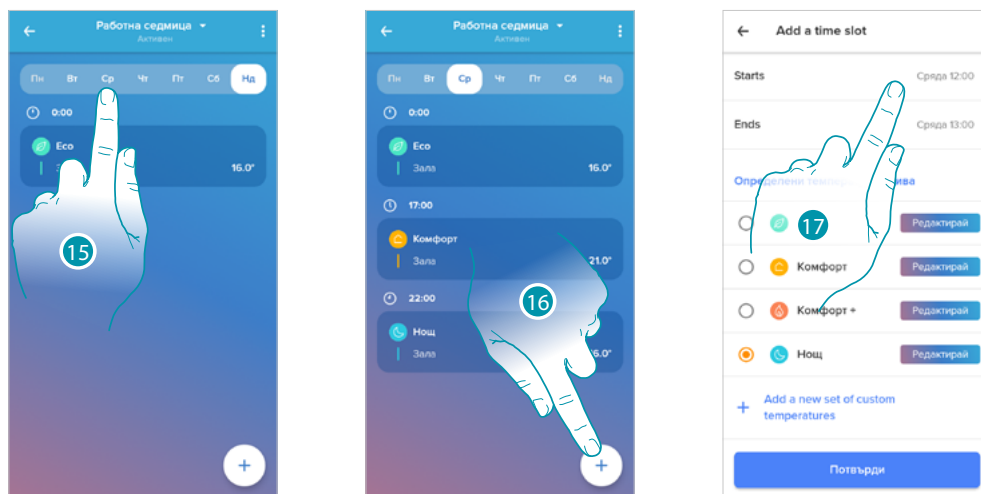 Работна седмица
Активен
Пн Вт Ср Чт Пт Сб Нд
0:00
Eco
16.0°
15
Работна седмица
Активен
Пн Вт Ср Чт Пт Сб Нд
0:00
Eco
Зала 16.0°
17:00
Комфорт
Зала 21.0°
22:00
Нощ
Зала 6.0°
16
+
Add a time slot
Starts Сряда 12:00
Ends Сряда 13:00
Определени
17
Редактирай
Комфорт Редактирай
Комфорт + Редактирай
Нощ Редактирай
+ Add a new set of custom
temperatures
Потвърди